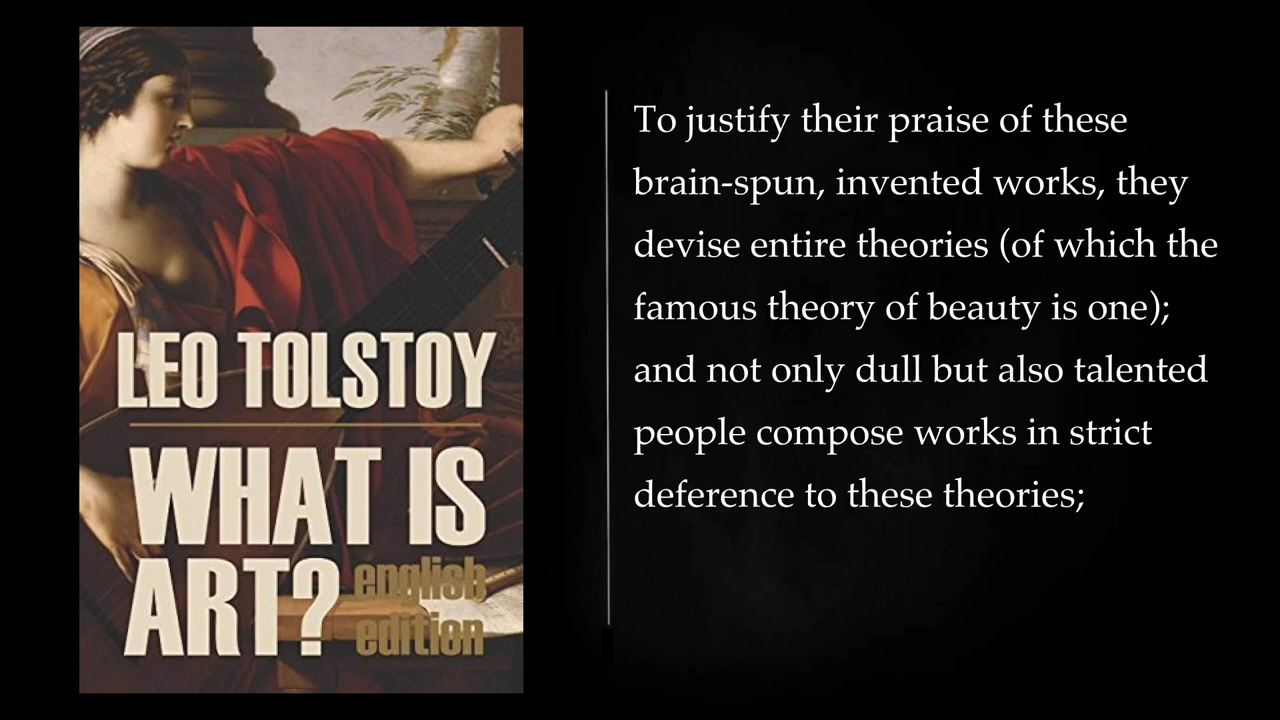 LEO TOLSTOY
WHAT IS
ART?
english
edition
To justify their praise of these
brain-spun, invented works, they
devise entire theories (of which the
famous theory of beauty is one);
and not only dull but also talented
people compose works in strict
deference to these theories;